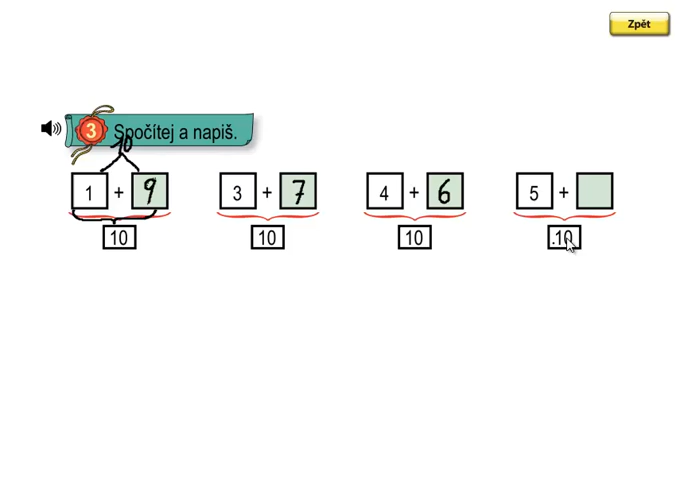 Zpět
3 Spočítej a napiš.
10
1 + 9 3 + 7 4 + 6 5 +
10 10 10 .10